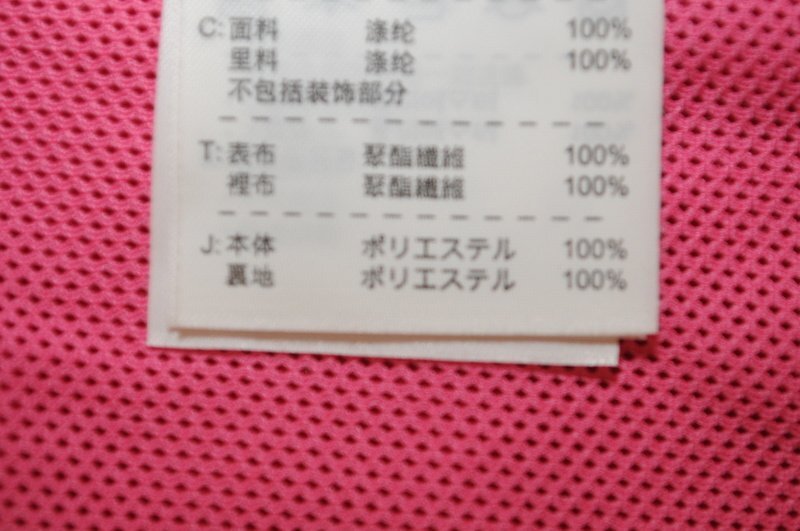 C: 面料 涤纶 100%
里料 涤纶 100%
不包括装饰部分
T: 表布 聚酯纖維 100%
裡布 聚酯纖維 100%
J: 本体 ポリエステル 100%
裏地 ポリエステル 100%